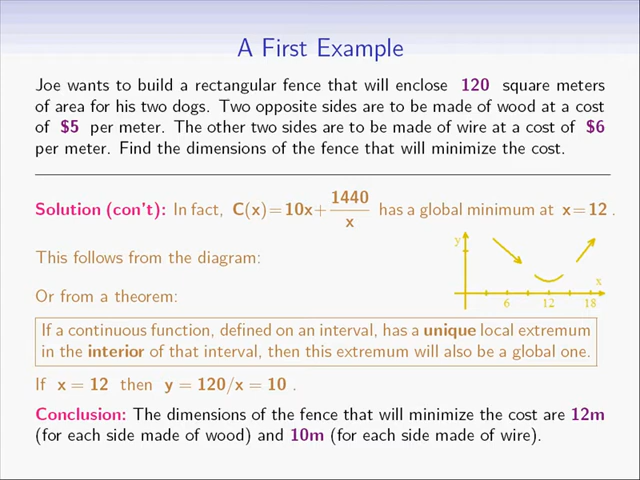 A First Example
Joe wants to build a rectangular fence that will enclose 120 square meters
of area for his two dogs. Two opposite sides are to be made of wood at a cost
of $5 per meter. The other two sides are to be made of wire at a cost of $6
per meter. Find the dimensions of the fence that will minimize the cost.
Solution (con't): In fact, C(x)=10x+1440/x has a global minimum at x=12 .
This follows from the diagram:
y
x
6 12 18
Or from a theorem:
If a continuous function, defined on an interval, has a unique local extremum
in the interior of that interval, then this extremum will also be a global one.
If x = 12 then y = 120/x = 10 .
Conclusion: The dimensions of the fence that will minimize the cost are 12m
(for each side made of wood) and 10m (for each side made of wire).